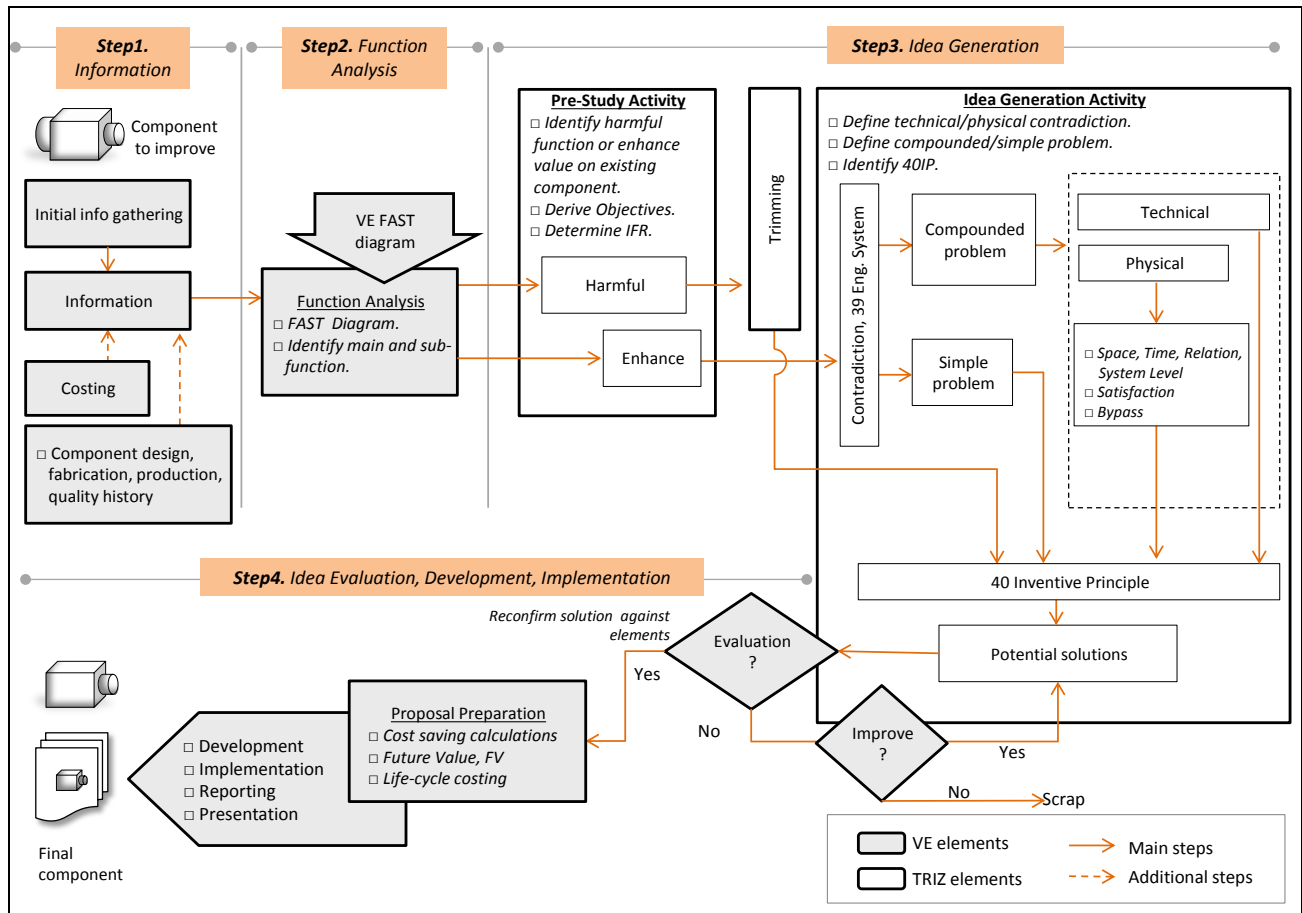 Step1.
Information
Step2. Function
Analysis
Step3. Idea Generation
Component
to improve
Initial info gathering
Information
Costing
□ Component design,
fabrication, production,
quality history
VE FAST
diagram
Function Analysis
□ FAST Diagram.
□ Identify main and sub-
function.
Pre-Study Activity
□ Identify harmful
function or enhance
value on existing
component.
□ Derive Objectives.
□ Determine IFR.
Harmful
Enhance
Trimming
Idea Generation Activity
□ Define technical/physical contradiction.
□ Define compounded/simple problem.
□ Identify 40IP.
Contradiction, 39 Eng. System
Compounded
problem
Simple
problem
Technical
Physical
□ Space, Time, Relation,
System Level
□ Satisfaction
□ Bypass
40 Inventive Principle
Potential solutions
Step4. Idea Evaluation, Development, Implementation
Reconfirm solution against
elements
Evaluation
?
Yes
No
Improve
?
Yes
No
Scrap
Proposal Preparation
□ Cost saving calculations
□ Future Value, FV
□ Life-cycle costing
□ Development
□ Implementation
□ Reporting
□ Presentation
Final
component
VE elements
TRIZ elements
Main steps
Additional steps